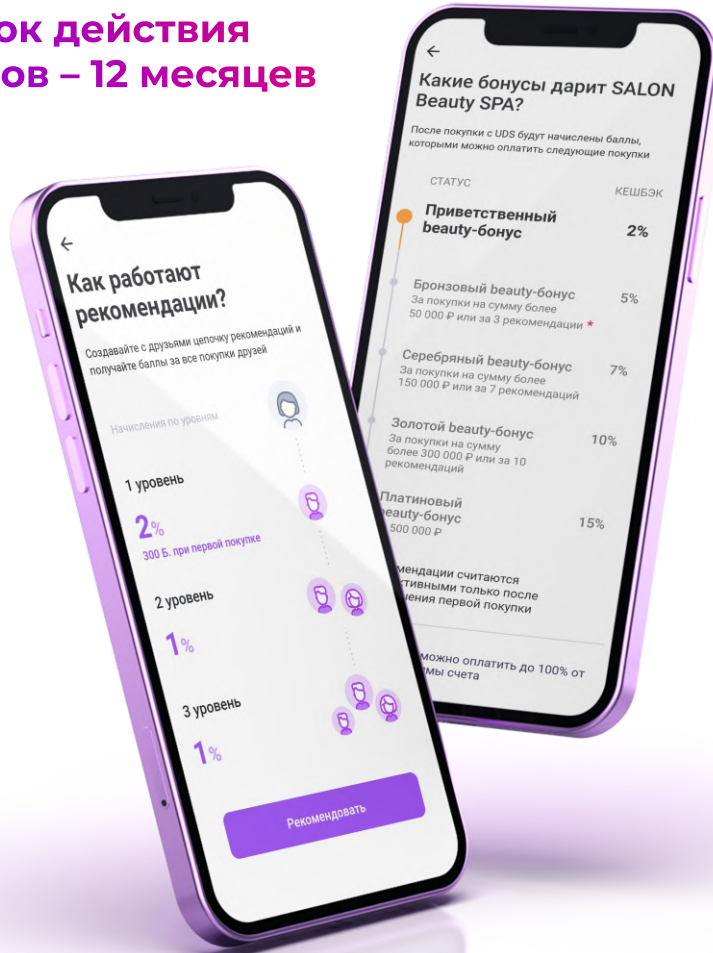 ок действия
ов – 12 месяцев
Какие бонусы дарит SALON
Beauty SPA?
После покупки с UDS будут начислены баллы,
которыми можно оплатить следующие покупки
СТАТУС
КЕШБЭК
Приветственный
beauty-бонус
2%
Бронзовый beauty-бонус
5%
За покупки на сумму более
50 000 ₽ или за 3 рекомендации *
Серебряный beauty-бонус
7%
За покупки на сумму более
150 000 ₽ или за 7 рекомендаций
Золотой beauty-бонус
10%
За покупки на сумму
более 300 000 ₽ или за 10
рекомендаций
Платиновый
eauty-бонус
15%
500 000 ₽
мендации считаются
ктивными только после
чения первой покупки
можно оплатить до 100% от
ммы счета
Как работают
рекомендации?
Создавайте с друзьями цепочку рекомендаций и
получайте баллы за все покупки друзей
Начисления по уровням
1 уровень
2%
300 Б. при первой покупке
2 уровень
1%
3 уровень
1%
Рекомендовать